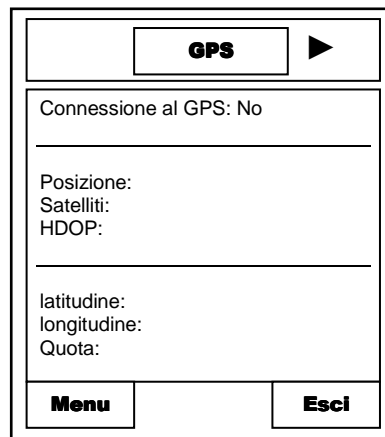 GPS
Connessione al GPS: No
Posizione:
Satelliti:
HDOP:
latitudine:
longitudine:
Quota:
Menu Esci